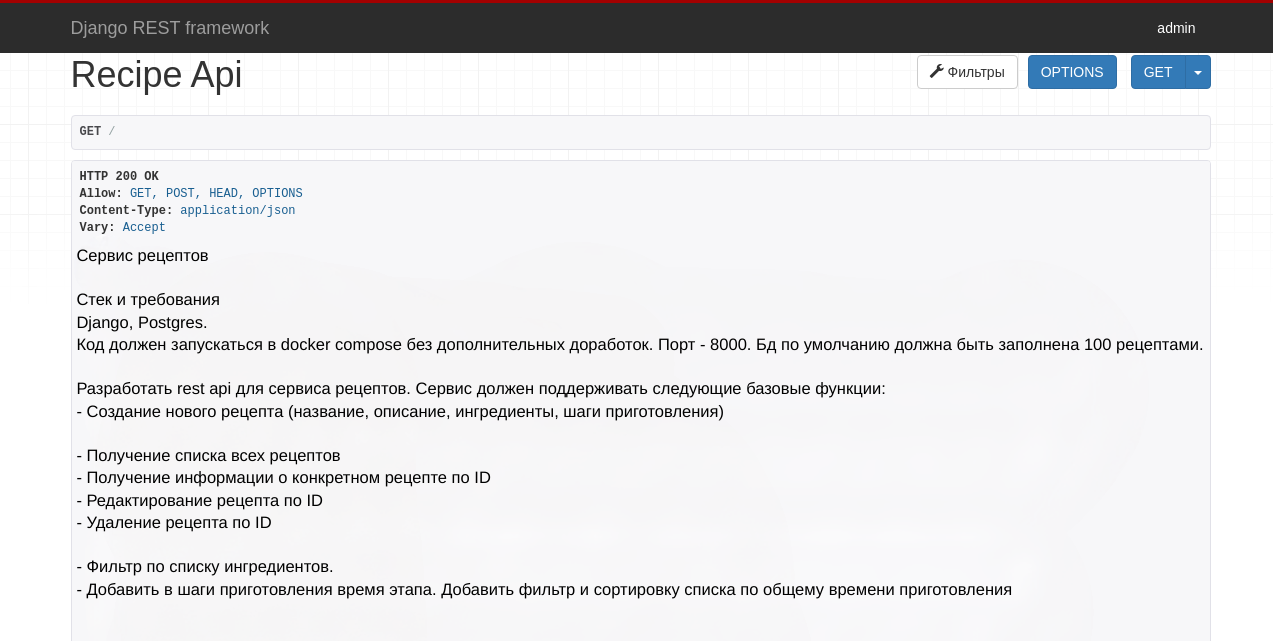 Django REST framework
admin
Recipe Api
Фильтры
OPTIONS
GET
GET /
HTTP 200 OK
Allow: GET, POST, HEAD, OPTIONS
Content-Type: application/json
Vary: Accept
Сервис рецептов
Стек и требования
Django, Postgres.
Код должен запускаться в docker compose без дополнительных доработок. Порт - 8000. Бд по умолчанию должна быть заполнена 100 рецептами.
Разработать rest api для сервиса рецептов. Сервис должен поддерживать следующие базовые функции:
- Создание нового рецепта (название, описание, ингредиенты, шаги приготовления)
- Получение списка всех рецептов
- Получение информации о конкретном рецепте по ID
- Редактирование рецепта по ID
- Удаление рецепта по ID
- Фильтр по списку ингредиентов.
- Добавить в шаги приготовления время этапа. Добавить фильтр и сортировку списка по общему времени приготовления